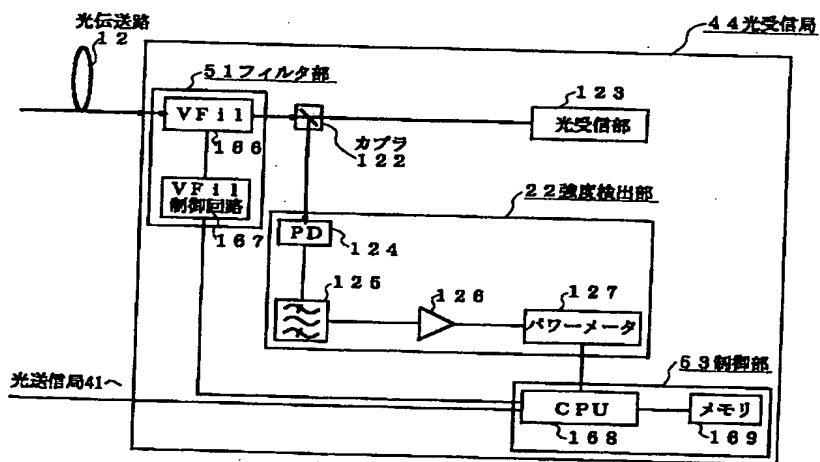 光伝送路
１２
４４光受信局
５１フィルタ部
ＶＦｉｌ
１６６
ＶＦｉｌ
制御回路
１６７
カプラ
１２２
１２３
光受信部
２２強度検出部
ＰＤ
１２４
１２５
１２６
１２７
パワーメータ
５３制御部
光送信局41へ
ＣＰＵ
１６８
メモリ
１６９